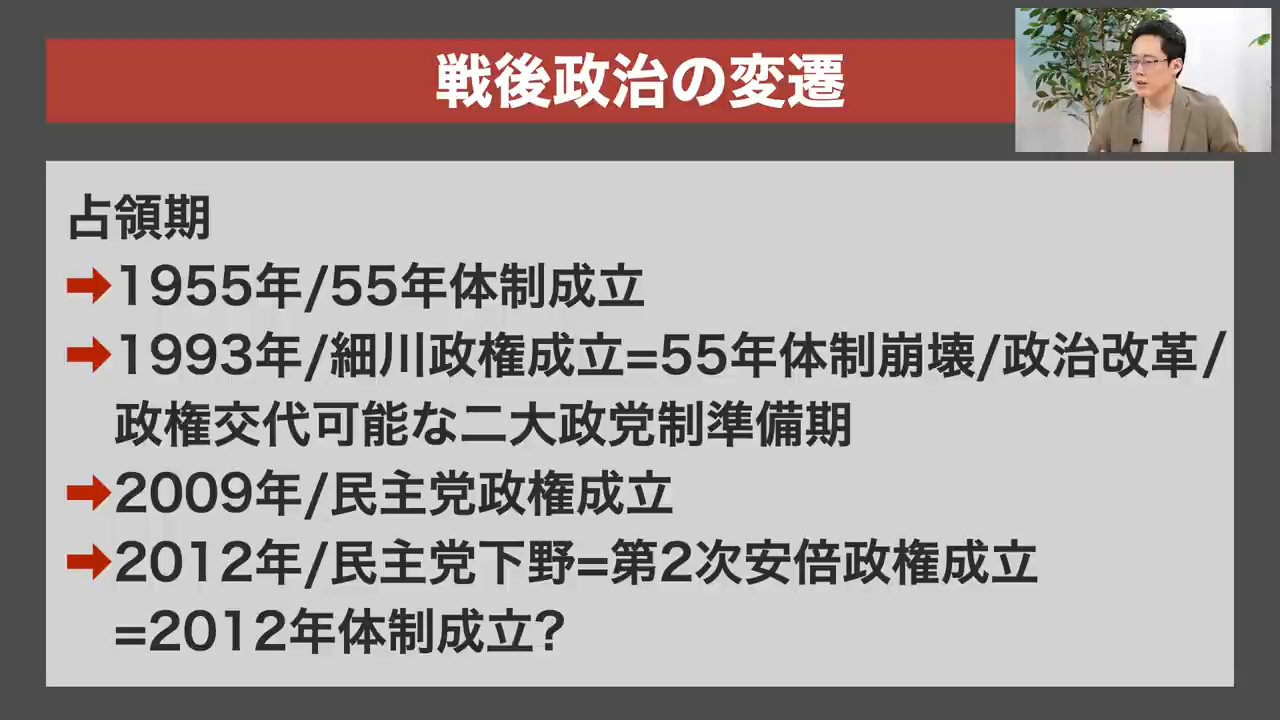 戦後政治の変遷
占領期
➡1955年/55年体制成立
➡1993年/細川政権成立=55年体制崩壊/政治改革/
政権交代可能な二大政党制準備期
➡2009年/民主党政権成立
➡2012年/民主党下野=第2次安倍政権成立
=2012年体制成立?